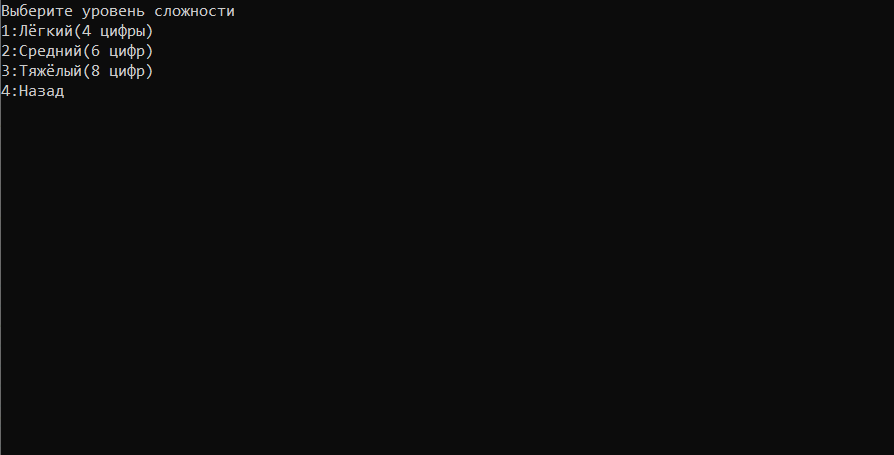 Выберите уровень сложности
1:Лёгкий(4 цифры)
2:Средний(6 цифр)
3:Тяжёлый(8 цифр)
4:Назад